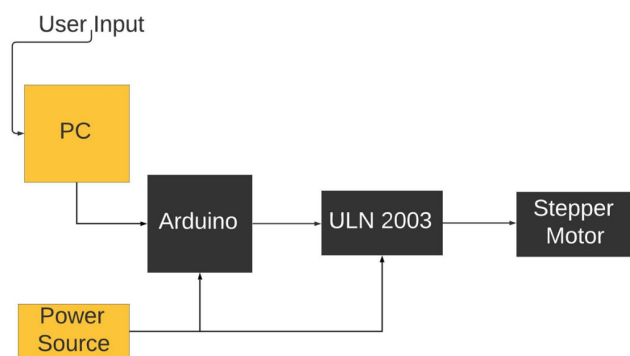 User Input
PC
Arduino
ULN 2003
Stepper
Motor
Power
Source